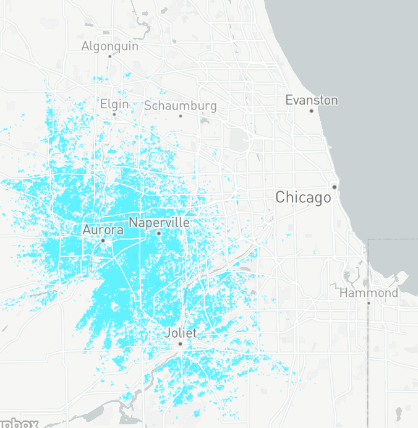 Algonquin
Elgin
Schaumburg
Evanston
Chicago
Aurora
Naperville
Hammond
Joliet